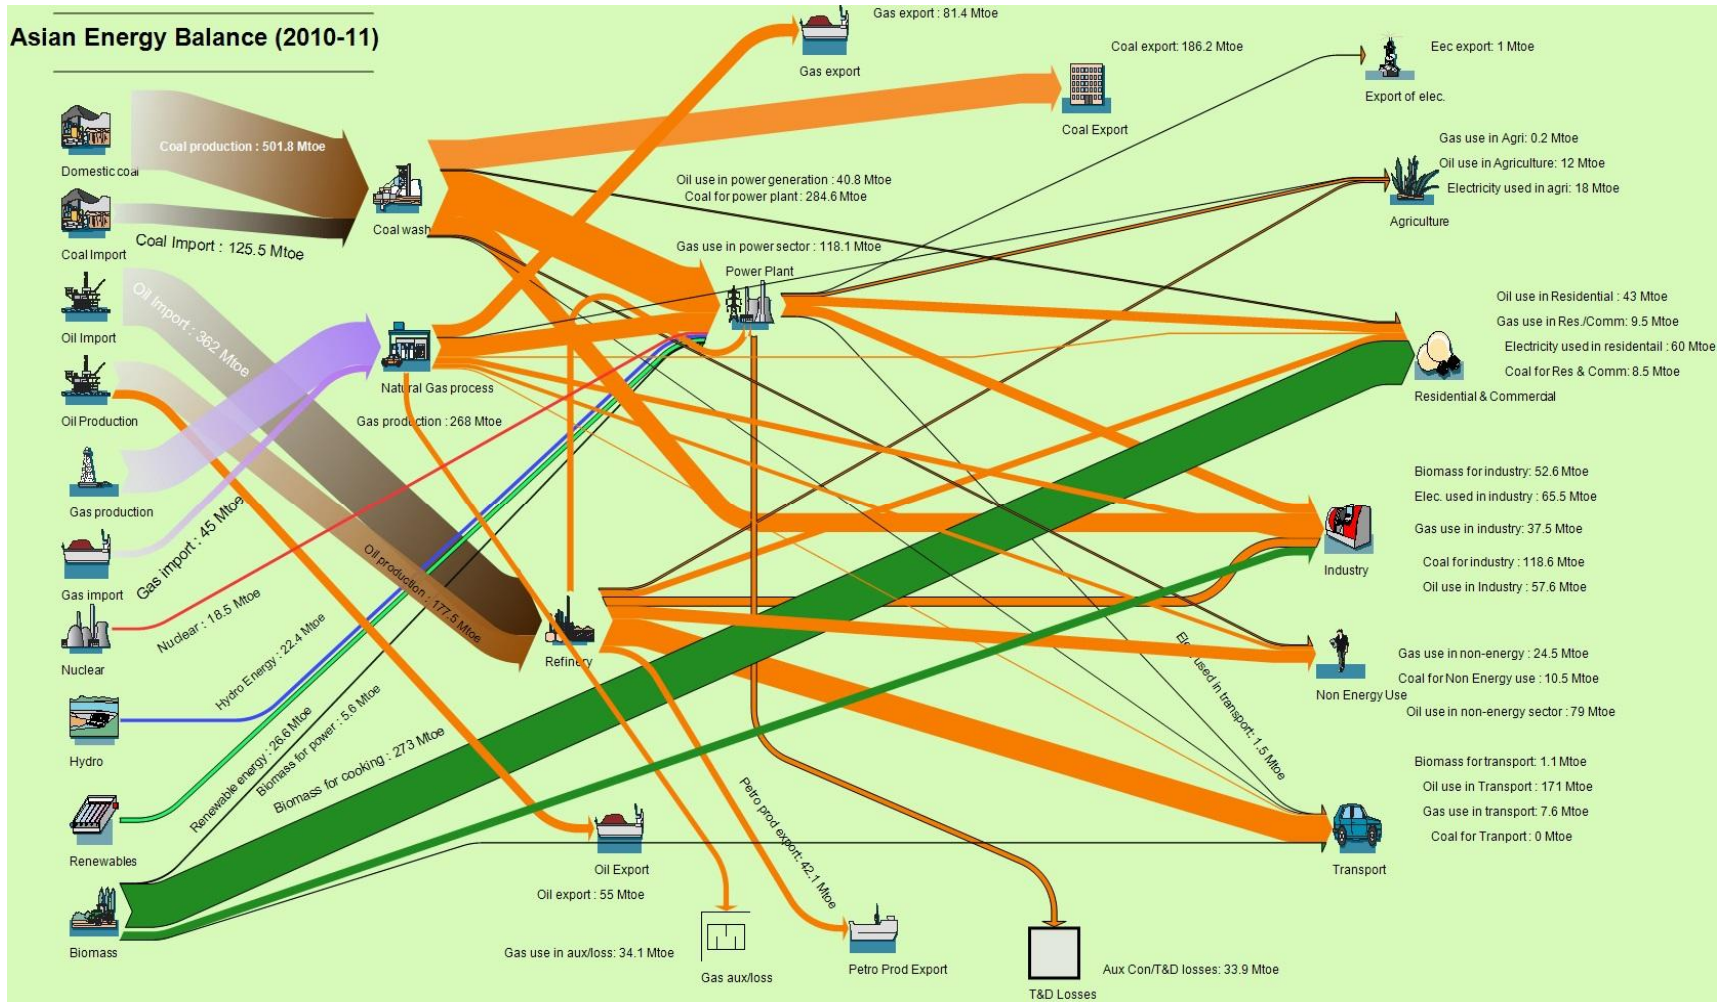 Asian Energy Balance (2010-11)
Gas export : 81.4 Mtoe
Gas export
Coal export: 186.2 Mtoe
Coal Export
Eec export: 1 Mtoe
Export of elec.
Domestic coal
Coal production : 501.8 Mtoe
Coal Import
Coal Import : 125.5 Mtoe
Coal wash
Oil use in power generation : 40.8 Mtoe
Coal for power plant : 284.6 Mtoe
Gas use in power sector : 118.1 Mtoe
Power Plant
Gas use in Agri: 0.2 Mtoe
Oil use in Agriculture: 12 Mtoe
Electricity used in agri: 18 Mtoe
Agriculture
Oil Import
Oil Import : 362 Mtoe
Oil Production
Natural Gas process
Gas production : 268 Mtoe
Oil use in Residential : 43 Mtoe
Gas use in Res./Comm: 9.5 Mtoe
Electricity used in residentail : 60 Mtoe
Coal for Res & Comm: 8.5 Mtoe
Residential & Commercial
Gas production
Gas import : 45 Mtoe
Oil production : 177.5 Mtoe
Gas import
Biomass for industry: 52.6 Mtoe
Elec. used in industry : 65.5 Mtoe
Gas use in industry: 37.5 Mtoe
Coal for industry : 118.6 Mtoe
Oil use in Industry : 57.6 Mtoe
Industry
Nuclear : 18.5 Mtoe
Nuclear
Refinery
Hydro Energy : 22.4 Mtoe
Hydro
Elec used in transport: 1.5 Mtoe
Gas use in non-energy : 24.5 Mtoe
Coal for Non Energy use : 10.5 Mtoe
Non Energy Use
Oil use in non-energy sector : 79 Mtoe
Renewable energy : 26.6 Mtoe
Biomass for power : 5.6 Mtoe
Biomass for cooking : 273 Mtoe
Renewables
Biomass for transport: 1.1 Mtoe
Oil use in Transport : 171 Mtoe
Gas use in transport: 7.6 Mtoe
Coal for Tranport: 0 Mtoe
Transport
Petro prod export: 42.1 Mtoe
Oil Export
Oil export : 55 Mtoe
Biomass
Gas use in aux/loss: 34.1 Mtoe
Gas aux/loss
Petro Prod Export
Aux Con/T&D losses: 33.9 Mtoe
T&D Losses